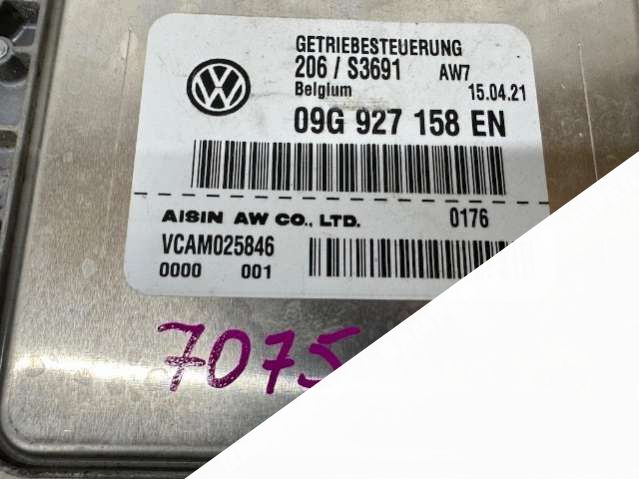 GETRIEBESTEUERUNG
206 / S3691 AW7
Belgium 15.04.21
09G 927 158 EN
AISIN AW CO., LTD. 0176
VCAM025846
0000 001
7075